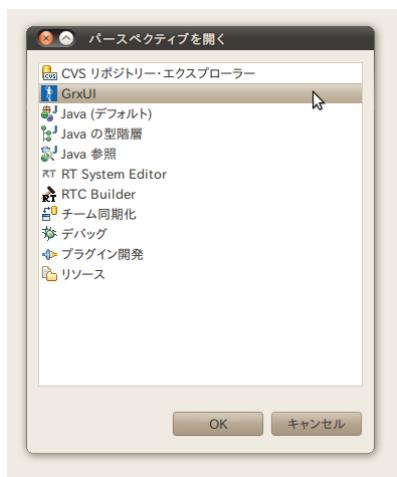 パースペクティブを開く
CVS リポジトリー・エクスプローラー
GrxUI
Java (デフォルト)
Java の型階層
Java 参照
RT System Editor
RTC Builder
チーム同期化
デバッグ
プラグイン開発
リソース
OK キャンセル